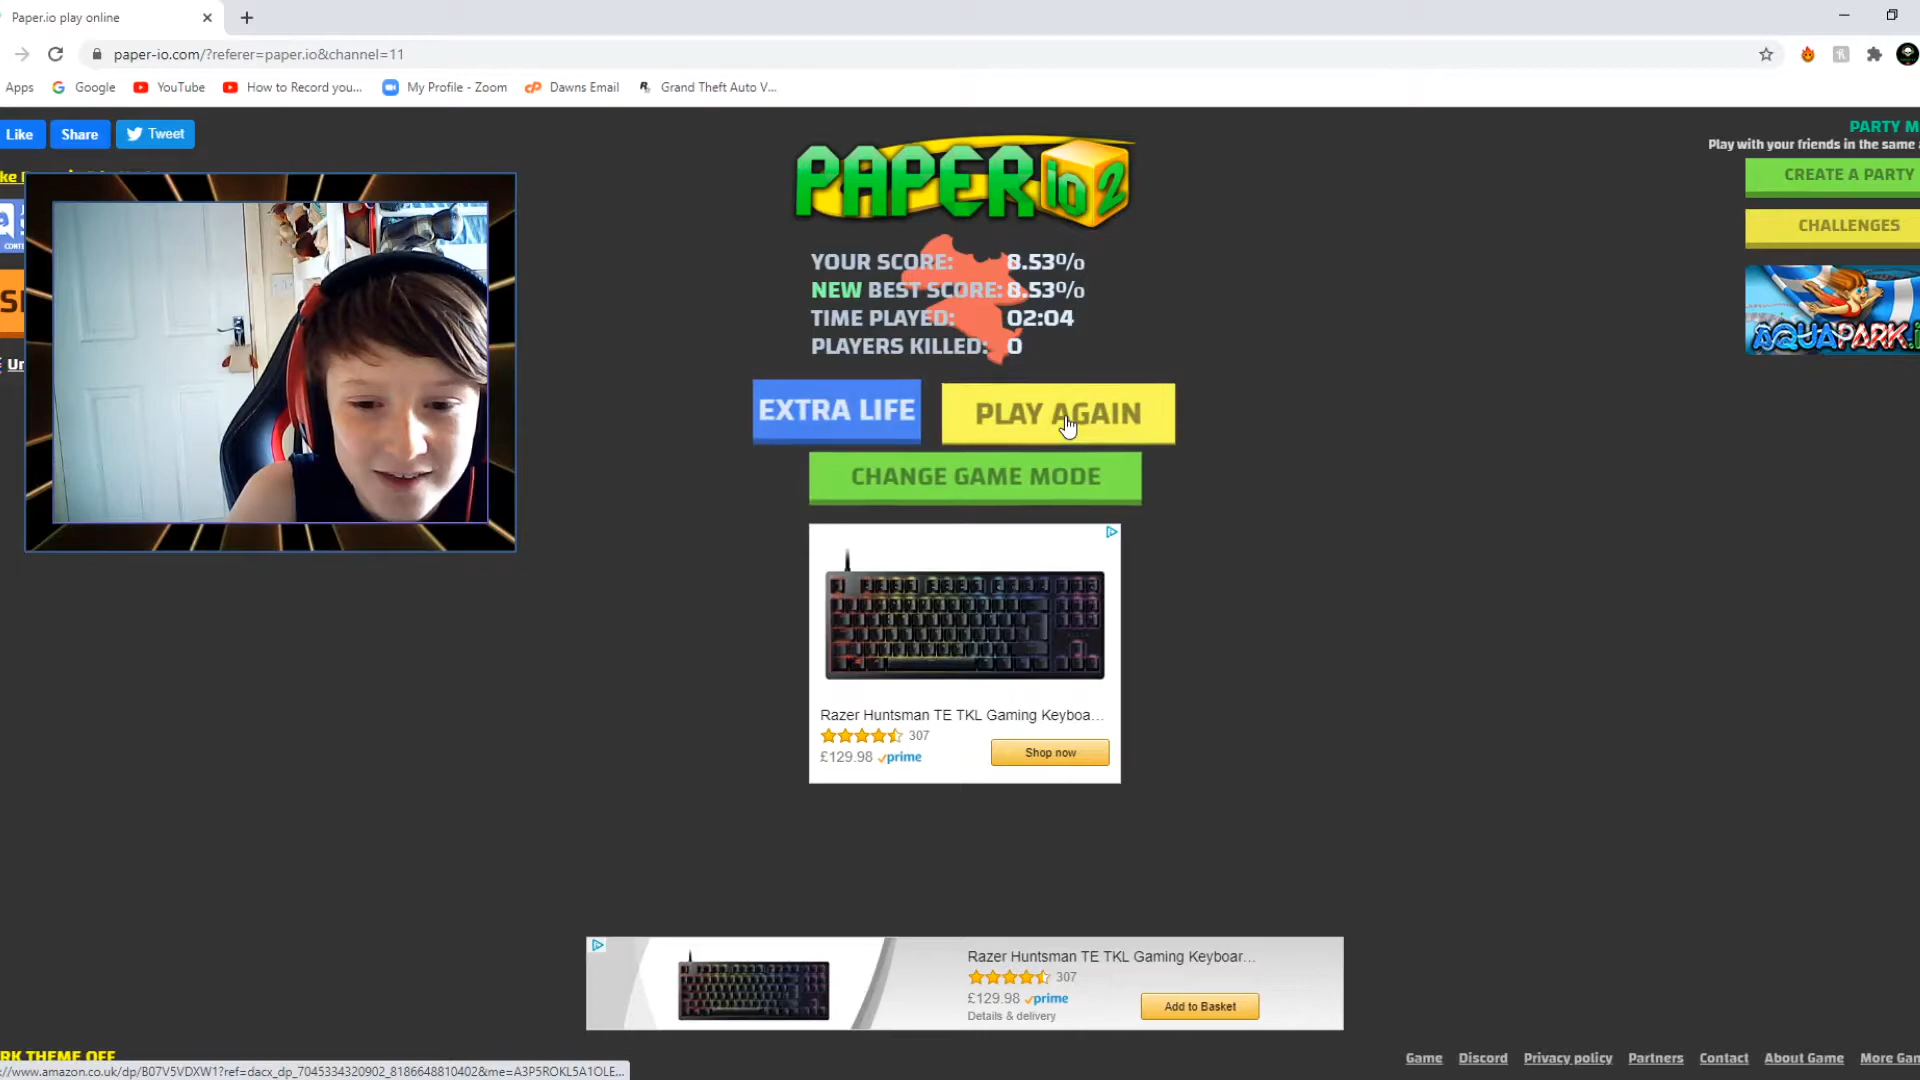 Paper.io play online
paper-io.com/?referer=paper.io&channel=11
Apps Google YouTube How to Record you... My Profile - Zoom Dawns Email Grand Theft Auto V...
Like Share Tweet
PARTY M
Play with your friends in the same
CREATE A PARTY
CHALLENGES
AQUAPARK.i
PAPER io 2
YOUR SCORE: 8.53%
NEW BEST SCORE: 8.53%
TIME PLAYED: 02:04
PLAYERS KILLED: 0
EXTRA LIFE PLAY AGAIN
CHANGE GAME MODE
Razer Huntsman TE TKL Gaming Keyboa...
307
£129.98 prime
Shop now
Razer Huntsman TE TKL Gaming Keyboar...
307
£129.98 prime
Details & delivery
Add to Basket
RK THEME OFF
Game Discord Privacy policy Partners Contact About Game More Gam
//www.amazon.co.uk/dp/B07V5VDXW1?ref=dacx_dp_7045334320902_8186648810402&me=A3P5ROKL5A1OLE...